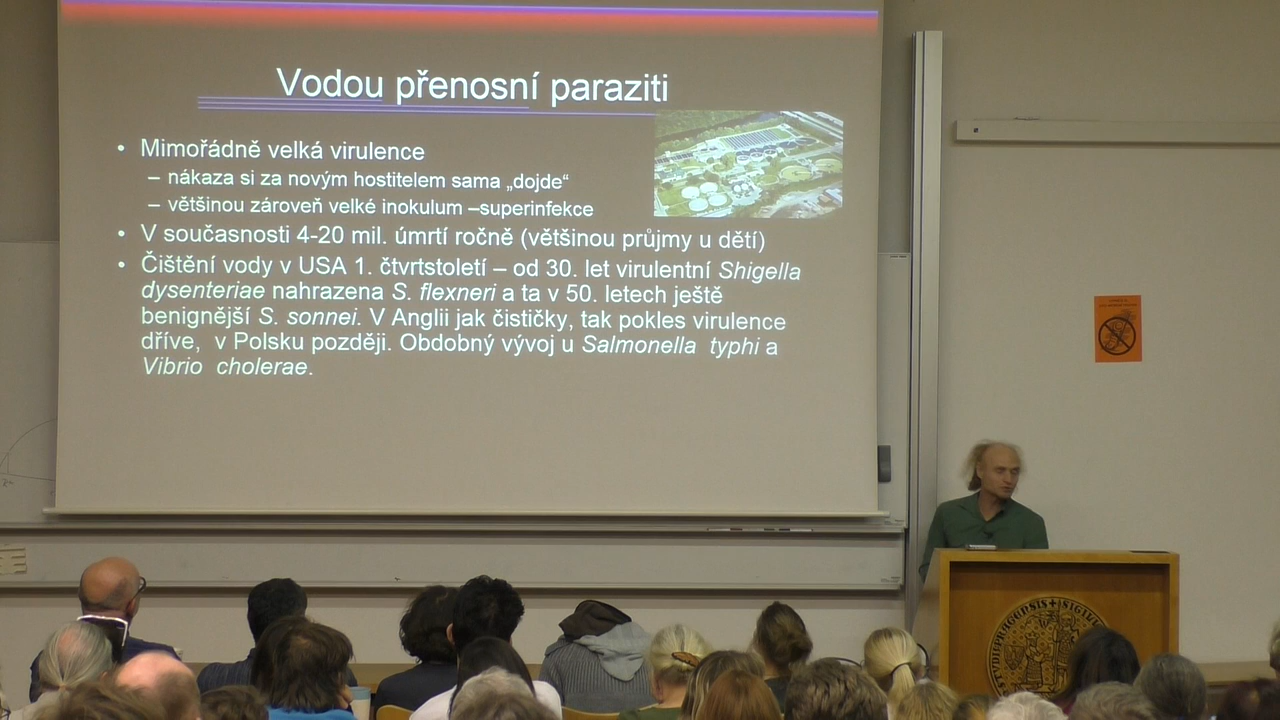 Vodou přenosní paraziti
• Mimořádně velká virulence
– nákaza si za novým hostitelem sama „dojde“
– většinou zároveň velké inokulum –superinfekce
• V současnosti 4-20 mil. úmrtí ročně (většinou průjmy u dětí)
• Čištění vody v USA 1. čtvrtstoletí – od 30. let virulentní Shigella
dysenteriae nahrazena S. flexneri a ta v 50. letech ještě
benignější S. sonnei. V Anglii jak čističky, tak pokles virulence
dříve, v Polsku později. Obdobný vývoj u Salmonella typhi a
Vibrio cholerae.